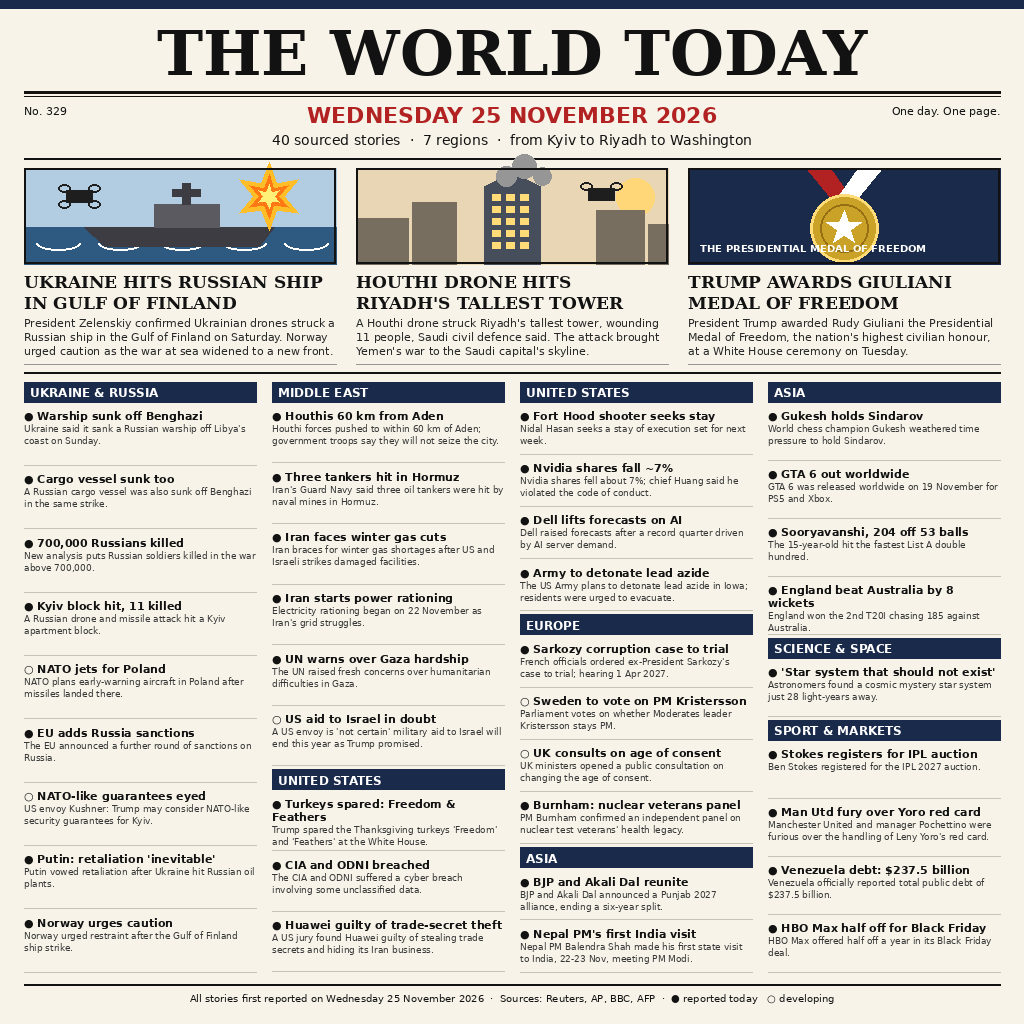 THE WORLD TODAY
No. 329
WEDNESDAY 25 NOVEMBER 2026
One day. One page.
40 sourced stories · 7 regions · from Kyiv to Riyadh to Washington
THE PRESIDENTIAL MEDAL OF FREEDOM
UKRAINE HITS RUSSIAN SHIP
IN GULF OF FINLAND
President Zelenskiy confirmed Ukrainian drones struck a
Russian ship in the Gulf of Finland on Saturday. Norway
urged caution as the war at sea widened to a new front.
HOUTHI DRONE HITS
RIYADH'S TALLEST TOWER
A Houthi drone struck Riyadh's tallest tower, wounding
11 people, Saudi civil defence said. The attack brought
Yemen's war to the Saudi capital's skyline.
TRUMP AWARDS GIULIANI
MEDAL OF FREEDOM
President Trump awarded Rudy Giuliani the Presidential
Medal of Freedom, the nation's highest civilian honour,
at a White House ceremony on Tuesday.
UKRAINE & RUSSIA
● Warship sunk off Benghazi
Ukraine said it sank a Russian warship off Libya's
coast on Sunday.
● Cargo vessel sunk too
A Russian cargo vessel was also sunk off Benghazi
in the same strike.
● 700,000 Russians killed
New analysis puts Russian soldiers killed in the war
above 700,000.
● Kyiv block hit, 11 killed
A Russian drone and missile attack hit a Kyiv
apartment block.
○ NATO jets for Poland
NATO plans early-warning aircraft in Poland after
missiles landed there.
● EU adds Russia sanctions
The EU announced a further round of sanctions on
Russia.
○ NATO-like guarantees eyed
US envoy Kushner: Trump may consider NATO-like
security guarantees for Kyiv.
● Putin: retaliation 'inevitable'
Putin vowed retaliation after Ukraine hit Russian oil
plants.
● Norway urges caution
Norway urged restraint after the Gulf of Finland
ship strike.
MIDDLE EAST
● Houthis 60 km from Aden
Houthi forces pushed to within 60 km of Aden;
government troops say they will not seize the city.
● Three tankers hit in Hormuz
Iran's Guard Navy said three oil tankers were hit by
naval mines in Hormuz.
● Iran faces winter gas cuts
Iran braces for winter gas shortages after US and
Israeli strikes damaged facilities.
● Iran starts power rationing
Electricity rationing began on 22 November as
Iran's grid struggles.
● UN warns over Gaza hardship
The UN raised fresh concerns over humanitarian
difficulties in Gaza.
○ US aid to Israel in doubt
A US envoy is 'not certain' military aid to Israel will
end this year as Trump promised.
UNITED STATES
● Turkeys spared: Freedom &
Feathers
Trump spared the Thanksgiving turkeys 'Freedom'
and 'Feathers' at the White House.
● CIA and ODNI breached
The CIA and ODNI suffered a cyber breach
involving some unclassified data.
● Huawei guilty of trade-secret theft
A US jury found Huawei guilty of stealing trade
secrets and hiding its Iran business.
UNITED STATES
● Fort Hood shooter seeks stay
Nidal Hasan seeks a stay of execution set for next
week.
● Nvidia shares fall ~7%
Nvidia shares fell about 7%; chief Huang said he
violated the code of conduct.
● Dell lifts forecasts on AI
Dell raised forecasts after a record quarter driven
by AI server demand.
● Army to detonate lead azide
The US Army plans to detonate lead azide in Iowa;
residents were urged to evacuate.
EUROPE
● Sarkozy corruption case to trial
French officials ordered ex-President Sarkozy's
case to trial; hearing 1 Apr 2027.
○ Sweden to vote on PM Kristersson
Parliament votes on whether Moderates leader
Kristersson stays PM.
○ UK consults on age of consent
UK ministers opened a public consultation on
changing the age of consent.
● Burnham: nuclear veterans panel
PM Burnham confirmed an independent panel on
nuclear test veterans' health legacy.
ASIA
● BJP and Akali Dal reunite
BJP and Akali Dal announced a Punjab 2027
alliance, ending a six-year split.
● Nepal PM's first India visit
Nepal PM Balendra Shah made his first state visit
to India, 22-23 Nov, meeting PM Modi.
ASIA
● Gukesh holds Sindarov
World chess champion Gukesh weathered time
pressure to hold Sindarov.
● GTA 6 out worldwide
GTA 6 was released worldwide on 19 November for
PS5 and Xbox.
● Sooryavanshi, 204 off 53 balls
The 15-year-old hit the fastest List A double
hundred.
● England beat Australia by 8
wickets
England won the 2nd T20I chasing 185 against
Australia.
SCIENCE & SPACE
● 'Star system that should not exist'
Astronomers found a cosmic mystery star system
just 28 light-years away.
SPORT & MARKETS
● Stokes registers for IPL auction
Ben Stokes registered for the IPL 2027 auction.
● Man Utd fury over Yoro red card
Manchester United and manager Pochettino were
furious over the handling of Leny Yoro's red card.
● Venezuela debt: $237.5 billion
Venezuela officially reported total public debt of
$237.5 billion.
● HBO Max half off for Black Friday
HBO Max offered half off a year in its Black Friday
deal.
All stories first reported on Wednesday 25 November 2026 · Sources: Reuters, AP, BBC, AFP · ● reported today ○ developing